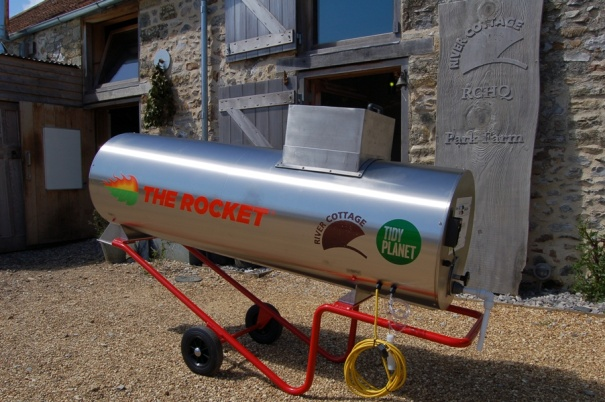 THE ROCKET
RIVER COTTAGE
TIDY
PLANET
RIVER COTTAGE
RCHQ
Park Farm